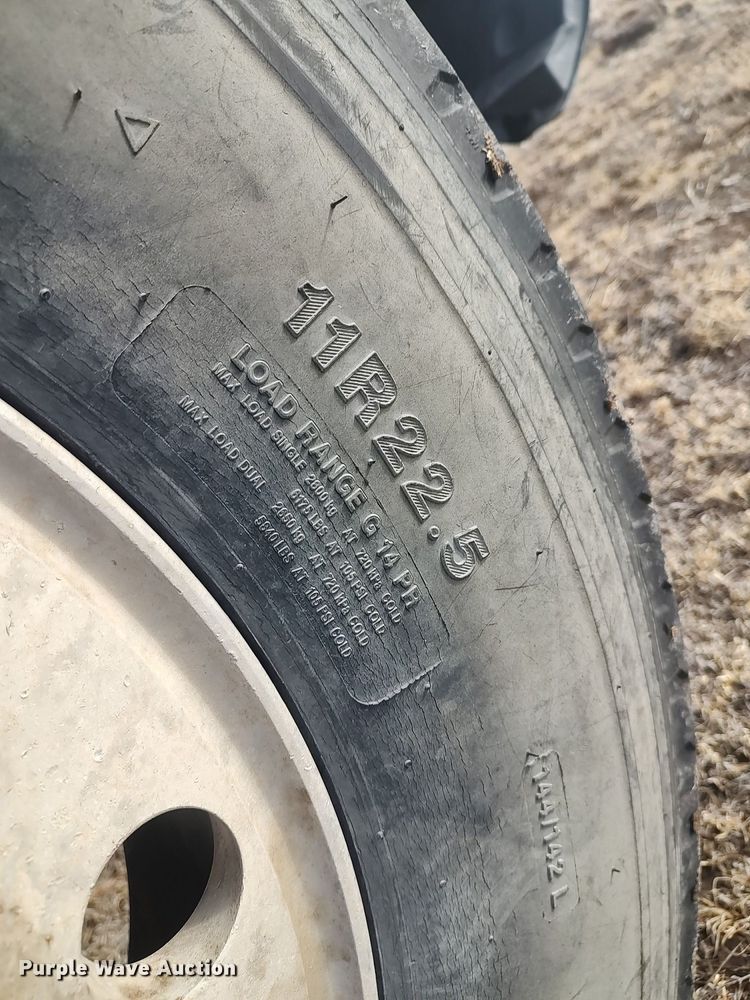 11R22.5
LOAD RANGE G 14 PR
MAX LOAD SINGLE 2800 kg AT 720 KPa COLD
6175 LBS AT 105 PSI COLD
MAX LOAD DUAL 2650 kg AT 720 KPa COLD
5840 LBS AT 105 PSI COLD
144/142 L
Purple Wave Auction